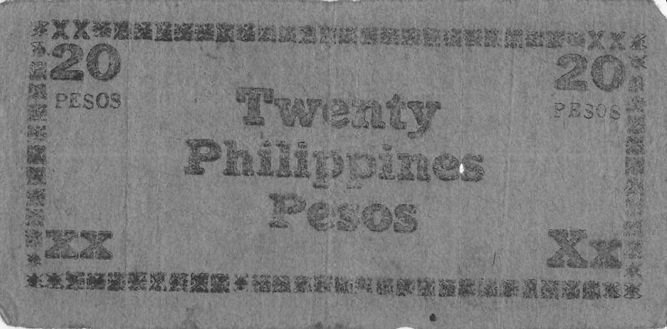 XX XX
20 20
PESOS PESOS
Twenty
Philippines
Pesos
XX Xx